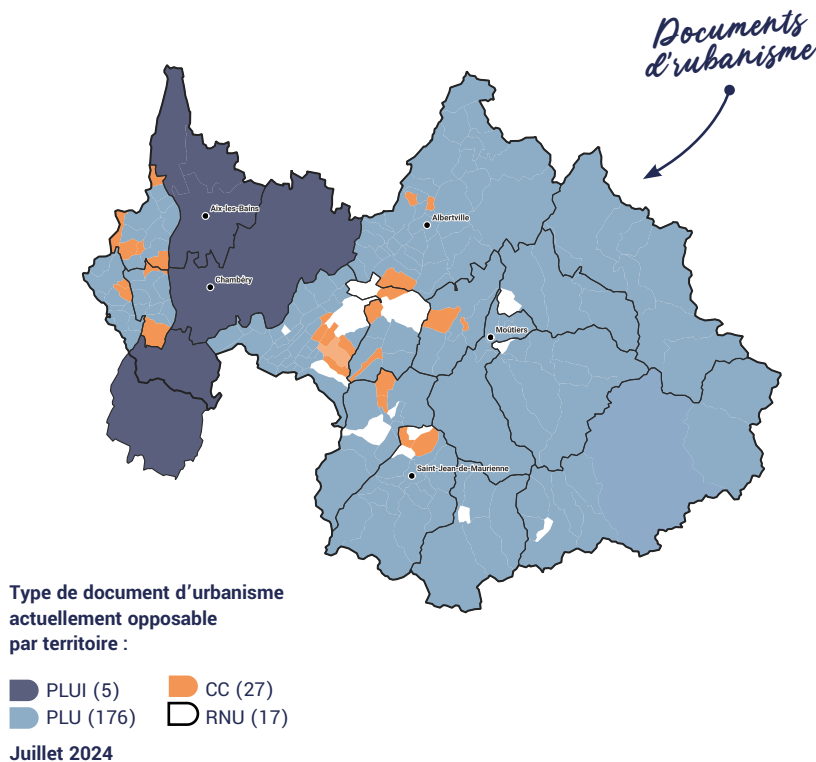 Documents
d'rubanisme
Aix-les-Bains
Albertville
Chambéry
Moûtiers
Saint-Jean-de-Maurienne
Type de document d'urbanisme
actuellement opposable
par territoire :
PLUI (5)
CC (27)
PLU (176)
RNU (17)
Juillet 2024